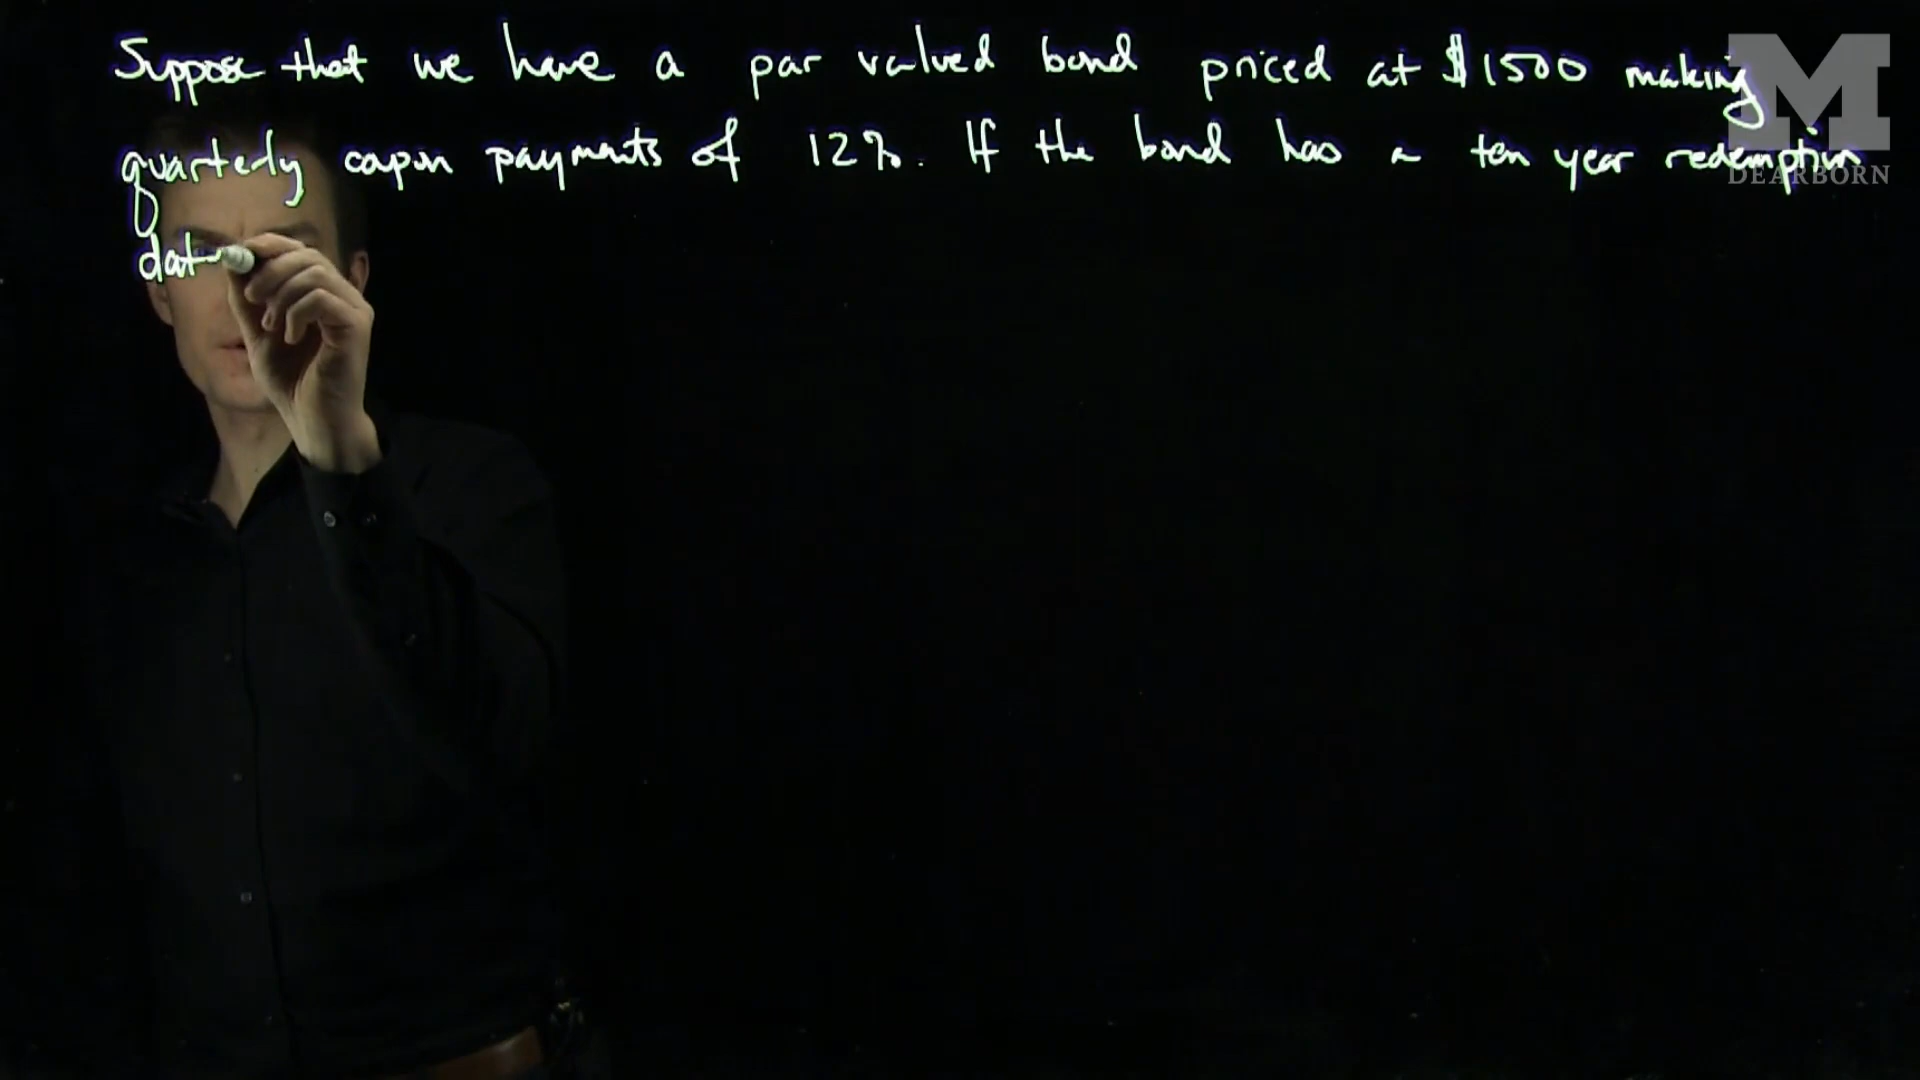 Suppose that we have a par valued bond priced at $1500 making
quarterly coupon payments of 12%. If the bond has a ten year redemption
dat
M
DEARBORN